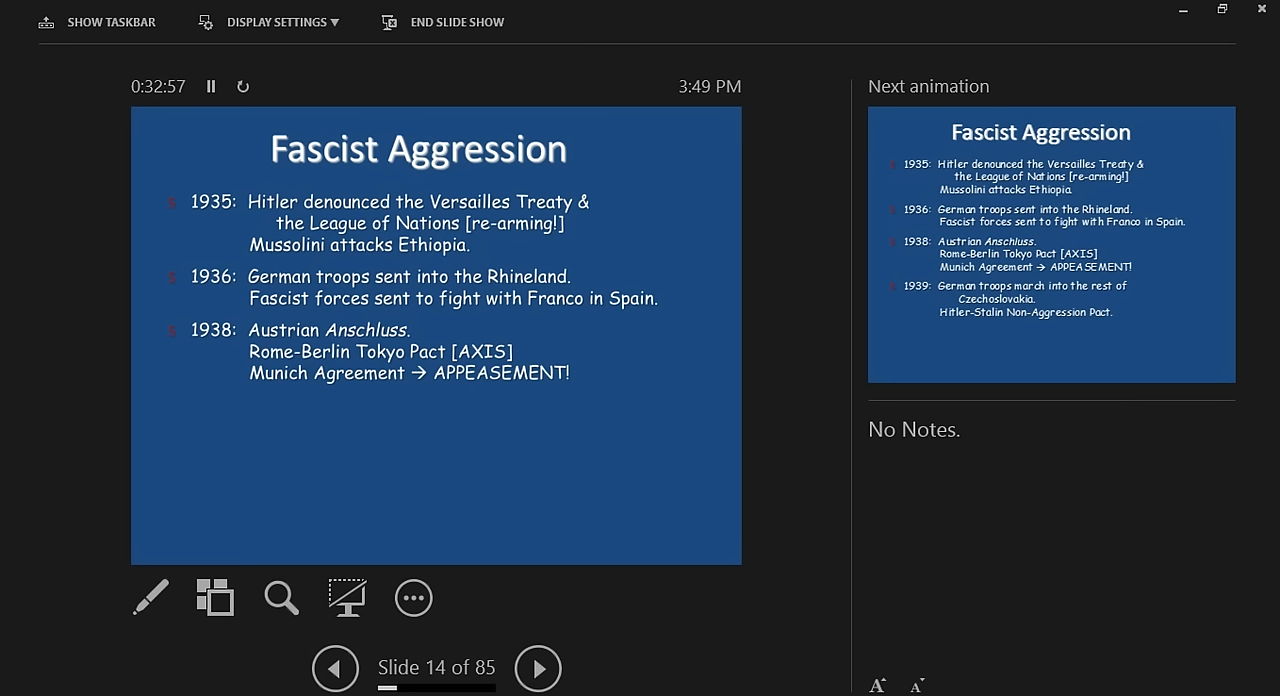 SHOW TASKBAR
DISPLAY SETTINGS ▼
END SLIDE SHOW
0:32:57
3:49 PM
Fascist Aggression
1935: Hitler denounced the Versailles Treaty &
the League of Nations [re-arming!]
Mussolini attacks Ethiopia.
1936: German troops sent into the Rhineland.
Fascist forces sent to fight with Franco in Spain.
1938: Austrian Anschluss.
Rome-Berlin Tokyo Pact [AXIS]
Munich Agreement → APPEASEMENT!
Slide 14 of 85
Next animation
Fascist Aggression
1935: Hitler denounced the Versailles Treaty &
the League of Nations [re-arming!]
Mussolini attacks Ethiopia.
1936: German troops sent into the Rhineland.
Fascist forces sent to fight with Franco in Spain.
1938: Austrian Anschluss.
Rome-Berlin Tokyo Pact [AXIS]
Munich Agreement → APPEASEMENT!
1939: German troops march into the rest of
Czechoslovakia.
Hitler-Stalin Non-Aggression Pact.
No Notes.
A A